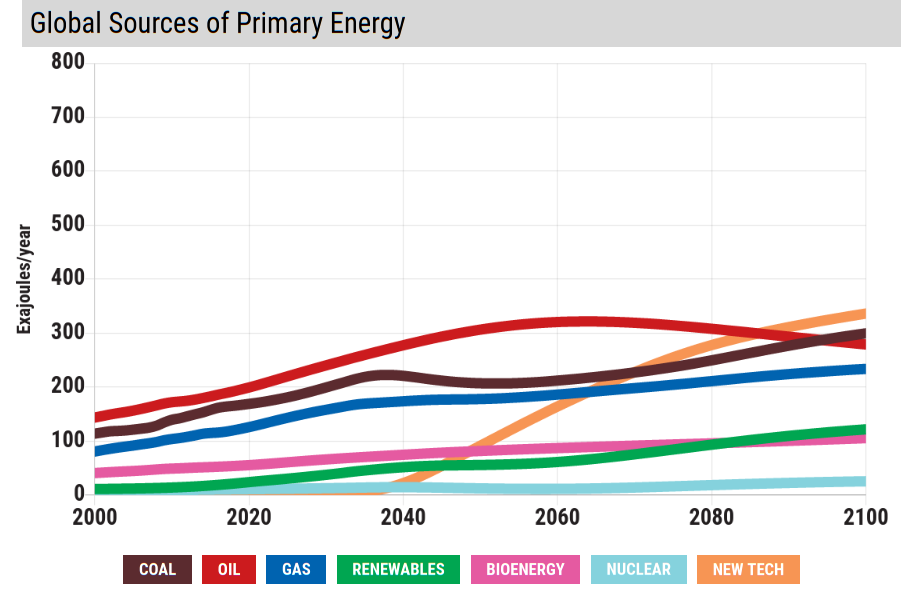 Global Sources of Primary Energy
800
700
600
500
400
300
200
100
0
Exajoules/year
2000 2020 2040 2060 2080 2100
COAL OIL GAS RENEWABLES BIOENERGY NUCLEAR NEW TECH